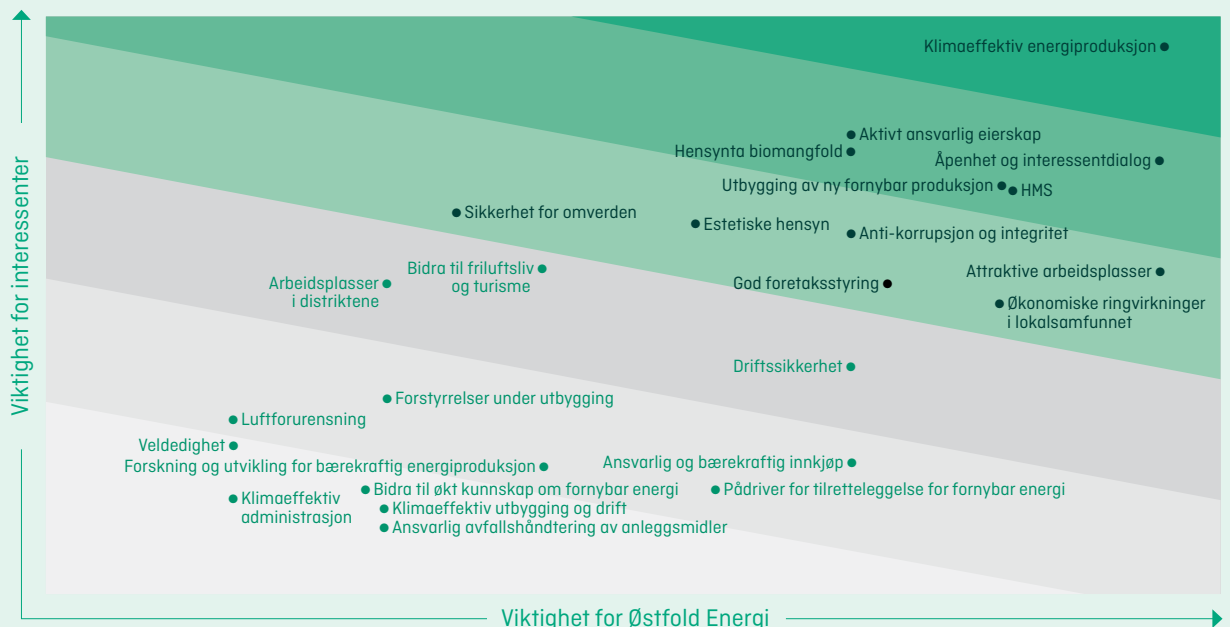 Viktighet for interessenter
Klimaeffektiv energiproduksjon
Aktivt ansvarlig eierskap
Hensynta biomangfold
Åpenhet og interessentdialog
Utbygging av ny fornybar produksjon
HMS
Sikkerhet for omverden
Estetiske hensyn
Anti-korrupsjon og integritet
Bidra til friluftsliv
og turisme
Attraktive arbeidsplasser
Arbeidsplasser
i distriktene
God foretaksstyring
Økonomiske ringvirkninger
i lokalsamfunnet
Driftssikkerhet
Forstyrrelser under utbygging
Luftforurensning
Veldedighet
Forskning og utvikling for bærekraftig energiproduksjon
Ansvarlig og bærekraftig innkjøp
Bidra til økt kunnskap om fornybar energi
Pådriver for tilretteleggelse for fornybar energi
Klimaeffektiv
administrasjon
Klimaeffektiv utbygging og drift
Ansvarlig avfallshåndtering av anleggsmidler
Viktighet for Østfold Energi